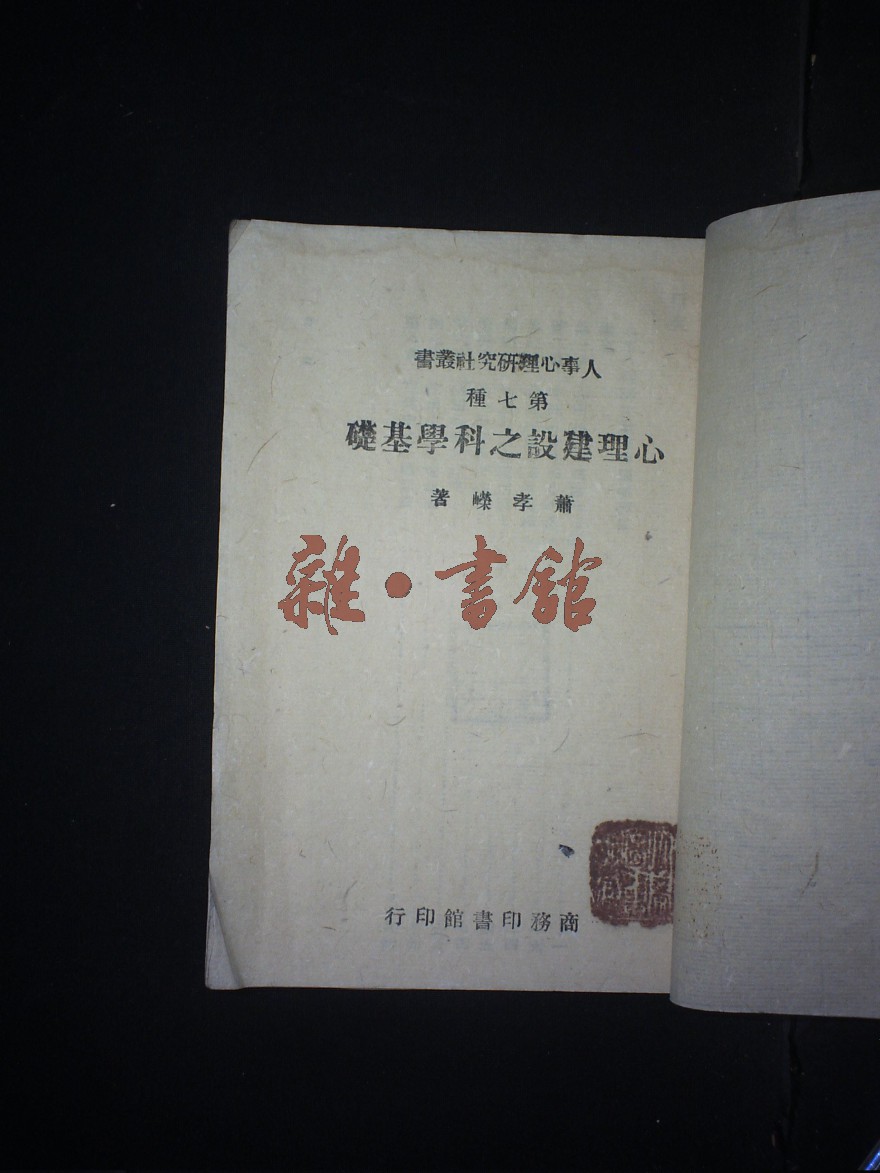 人事心理研究社叢書
第七種
心理建設之科學基礎
蕭孝嶸著
雜·書館
商務印書館印行